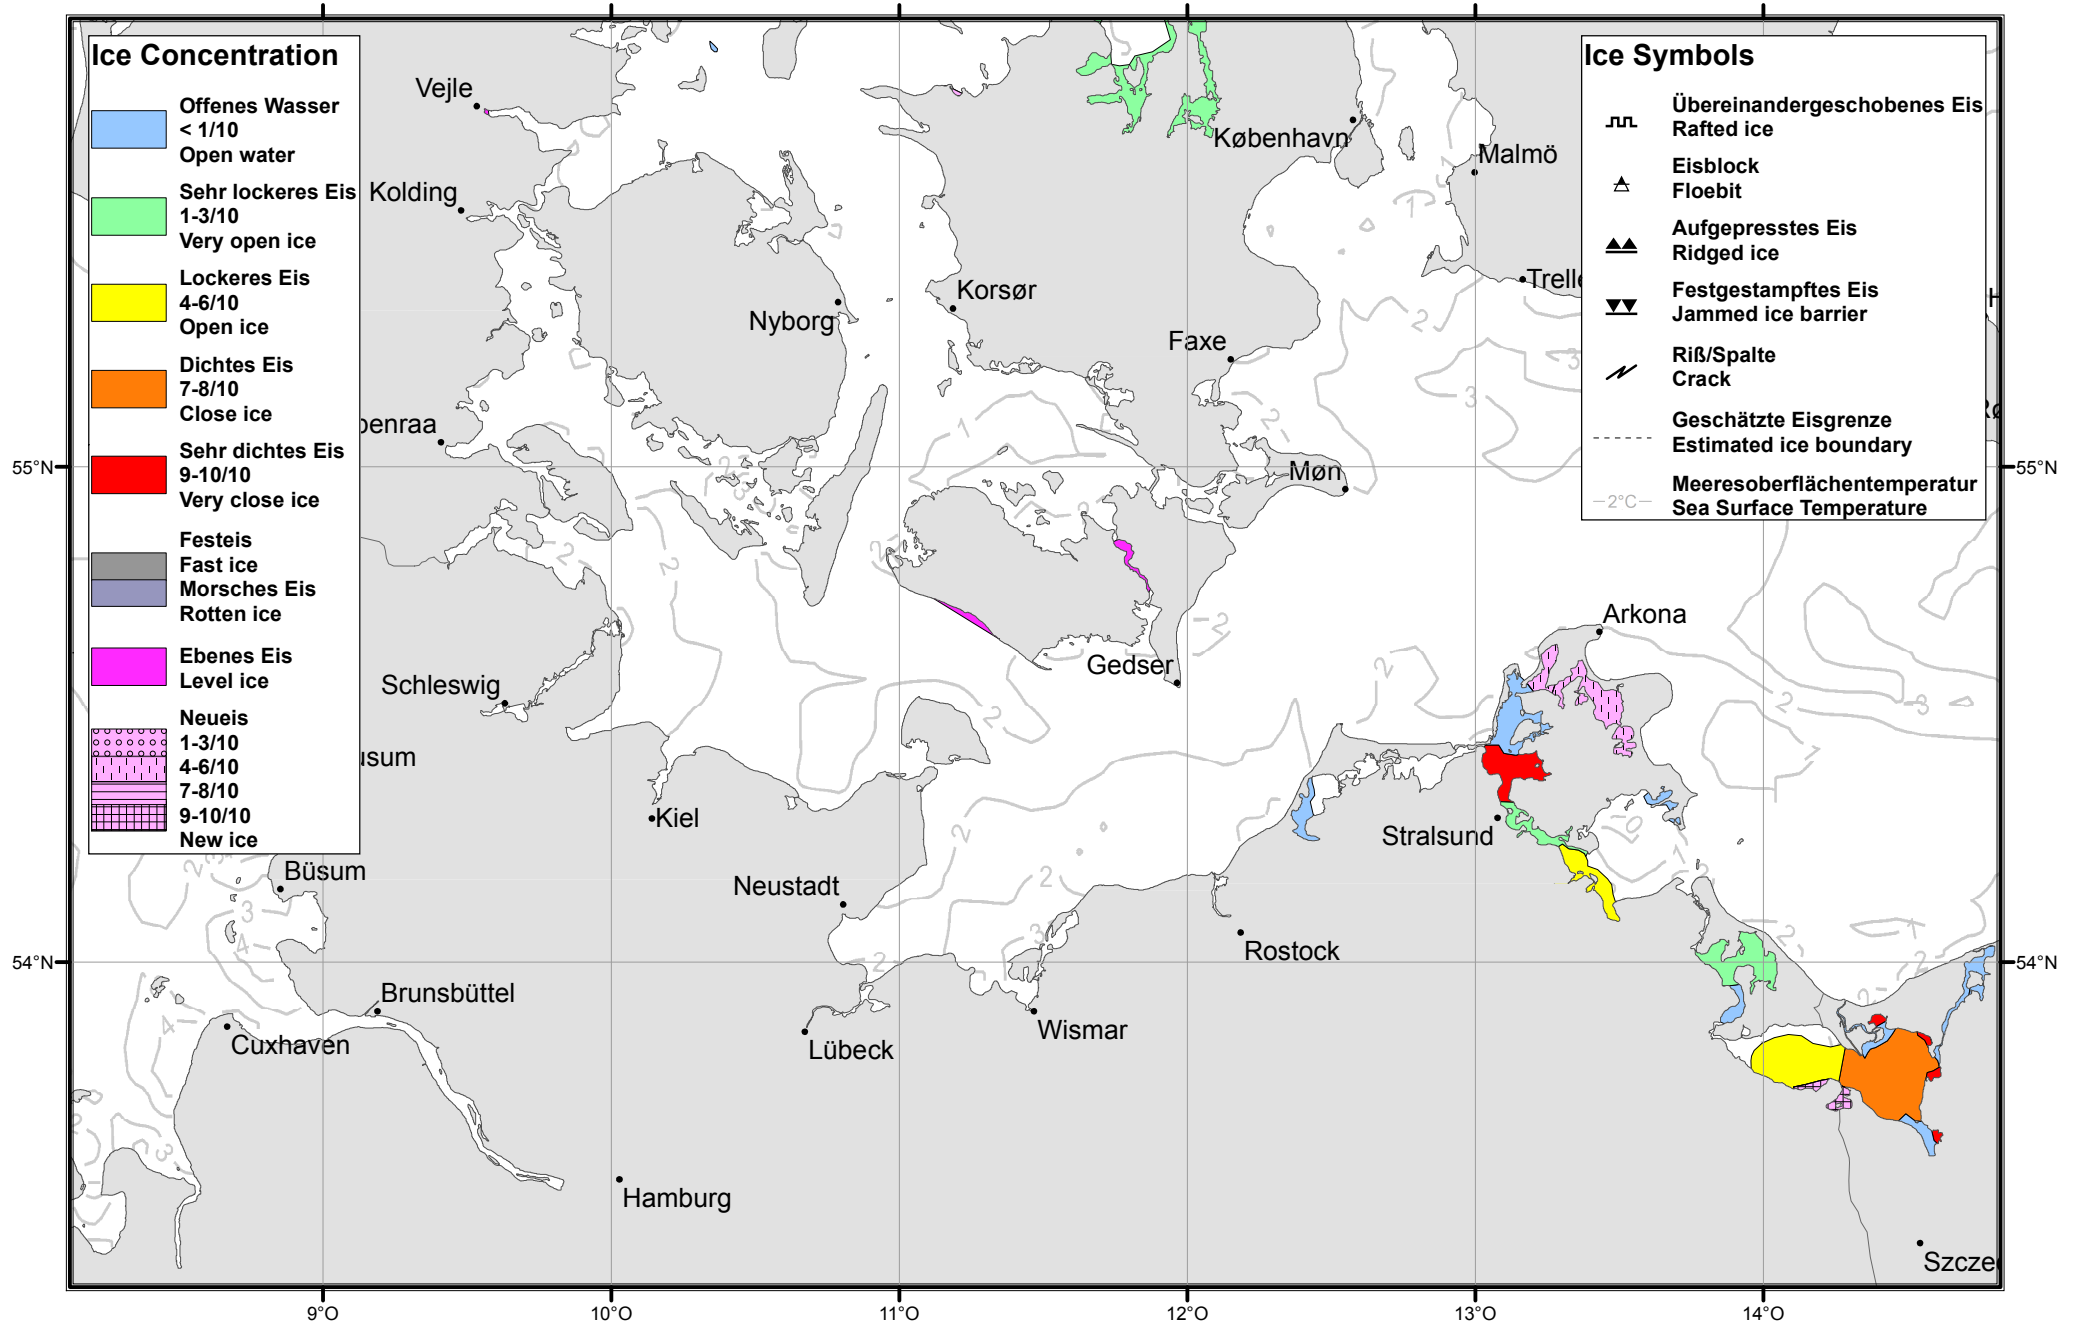 Ice Concentration
Offenes Wasser
< 1/10
Open water
Sehr lockeres Eis
1-3/10
Very open ice
Lockeres Eis
4-6/10
Open ice
Dichtes Eis
7-8/10
Close ice
Sehr dichtes Eis
9-10/10
Very close ice
Festeis
Fast ice
Morsches Eis
Rotten ice
Ebenes Eis
Level ice
Neueis
1-3/10
4-6/10
7-8/10
9-10/10
New ice
Ice Symbols
Übereinandergeschobenes Eis
Rafted ice
Eisblock
Floebit
Aufgepresstes Eis
Ridged ice
Festgestampftes Eis
Jammed ice barrier
Riß/Spalte
Crack
Geschätzte Eisgrenze
Estimated ice boundary
Meeresoberflächentemperatur
2°C
Sea Surface Temperature
Vejle
København
Malmö
Kolding
Trelle
Korsør
Nyborg
Faxe
penraa
Møn
Arkona
Gedser
Schleswig
usum
Kiel
Stralsund
Büsum
Neustadt
Rostock
Brunsbüttel
Cuxhaven
Lübeck
Wismar
Hamburg
Szcze
55°N
55°N
54°N
54°N
9°O
10°O
11°O
12°O
13°O
14°O